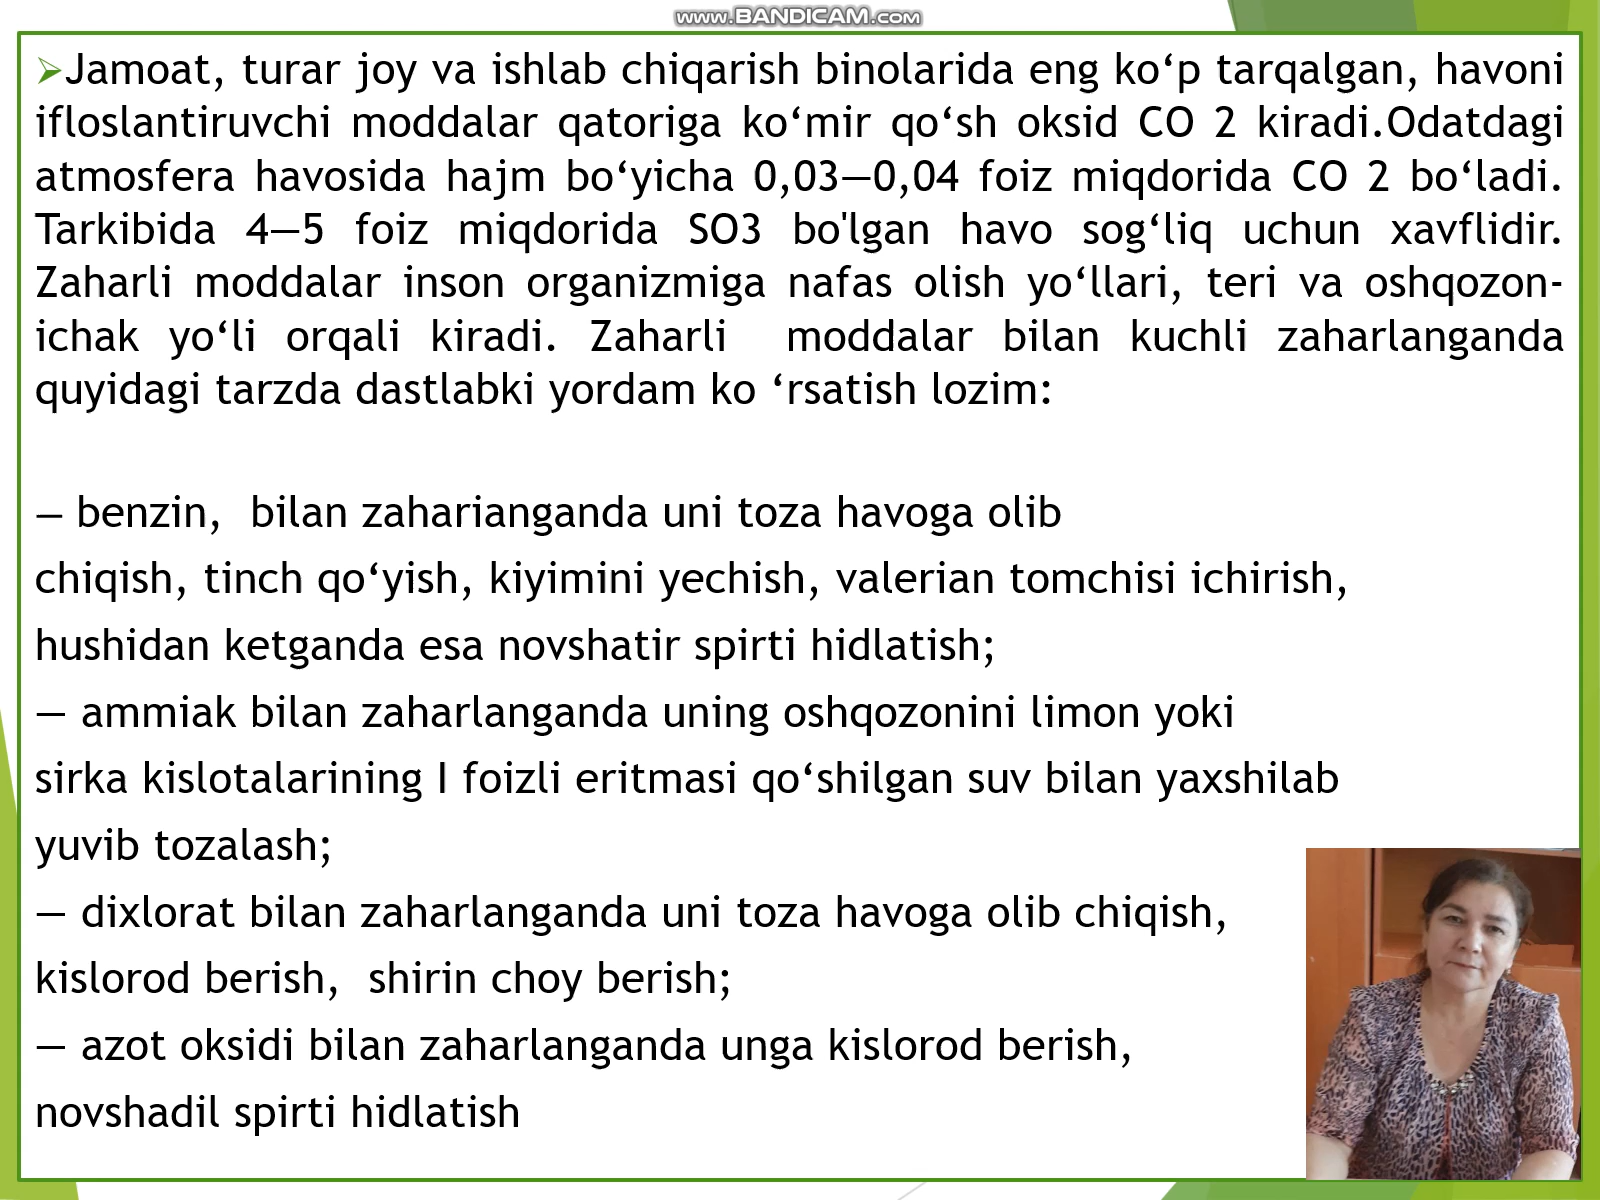 www.BANDICAM.com
Jamoat, turar joy va ishlab chiqarish binolarida eng ko‘p tarqalgan, havoni
ifloslantiruvchi moddalar qatoriga ko‘mir qo‘sh oksid CO 2 kiradi.Odatdagi
atmosfera havosida hajm bo‘yicha 0,03—0,04 foiz miqdorida CO 2 bo‘ladi.
Tarkibida 4—5 foiz miqdorida SO3 bo'lgan havo sog‘liq uchun xavflidir.
Zaharli moddalar inson organizmiga nafas olish yo‘llari, teri va oshqozon-
ichak yo‘li orqali kiradi. Zaharli  moddalar bilan kuchli zaharlanganda
quyidagi tarzda dastlabki yordam ko ‘rsatish lozim:
— benzin,  bilan zaharianganda uni toza havoga olib
chiqish, tinch qo‘yish, kiyimini yechish, valerian tomchisi ichirish,
hushidan ketganda esa novshatir spirti hidlatish;
— ammiak bilan zaharlanganda uning oshqozonini limon yoki
sirka kislotalarining I foizli eritmasi qo‘shilgan suv bilan yaxshilab
yuvib tozalash;
— dixlorat bilan zaharlanganda uni toza havoga olib chiqish,
kislorod berish,  shirin choy berish;
— azot oksidi bilan zaharlanganda unga kislorod berish,
novshadil spirti hidlatish